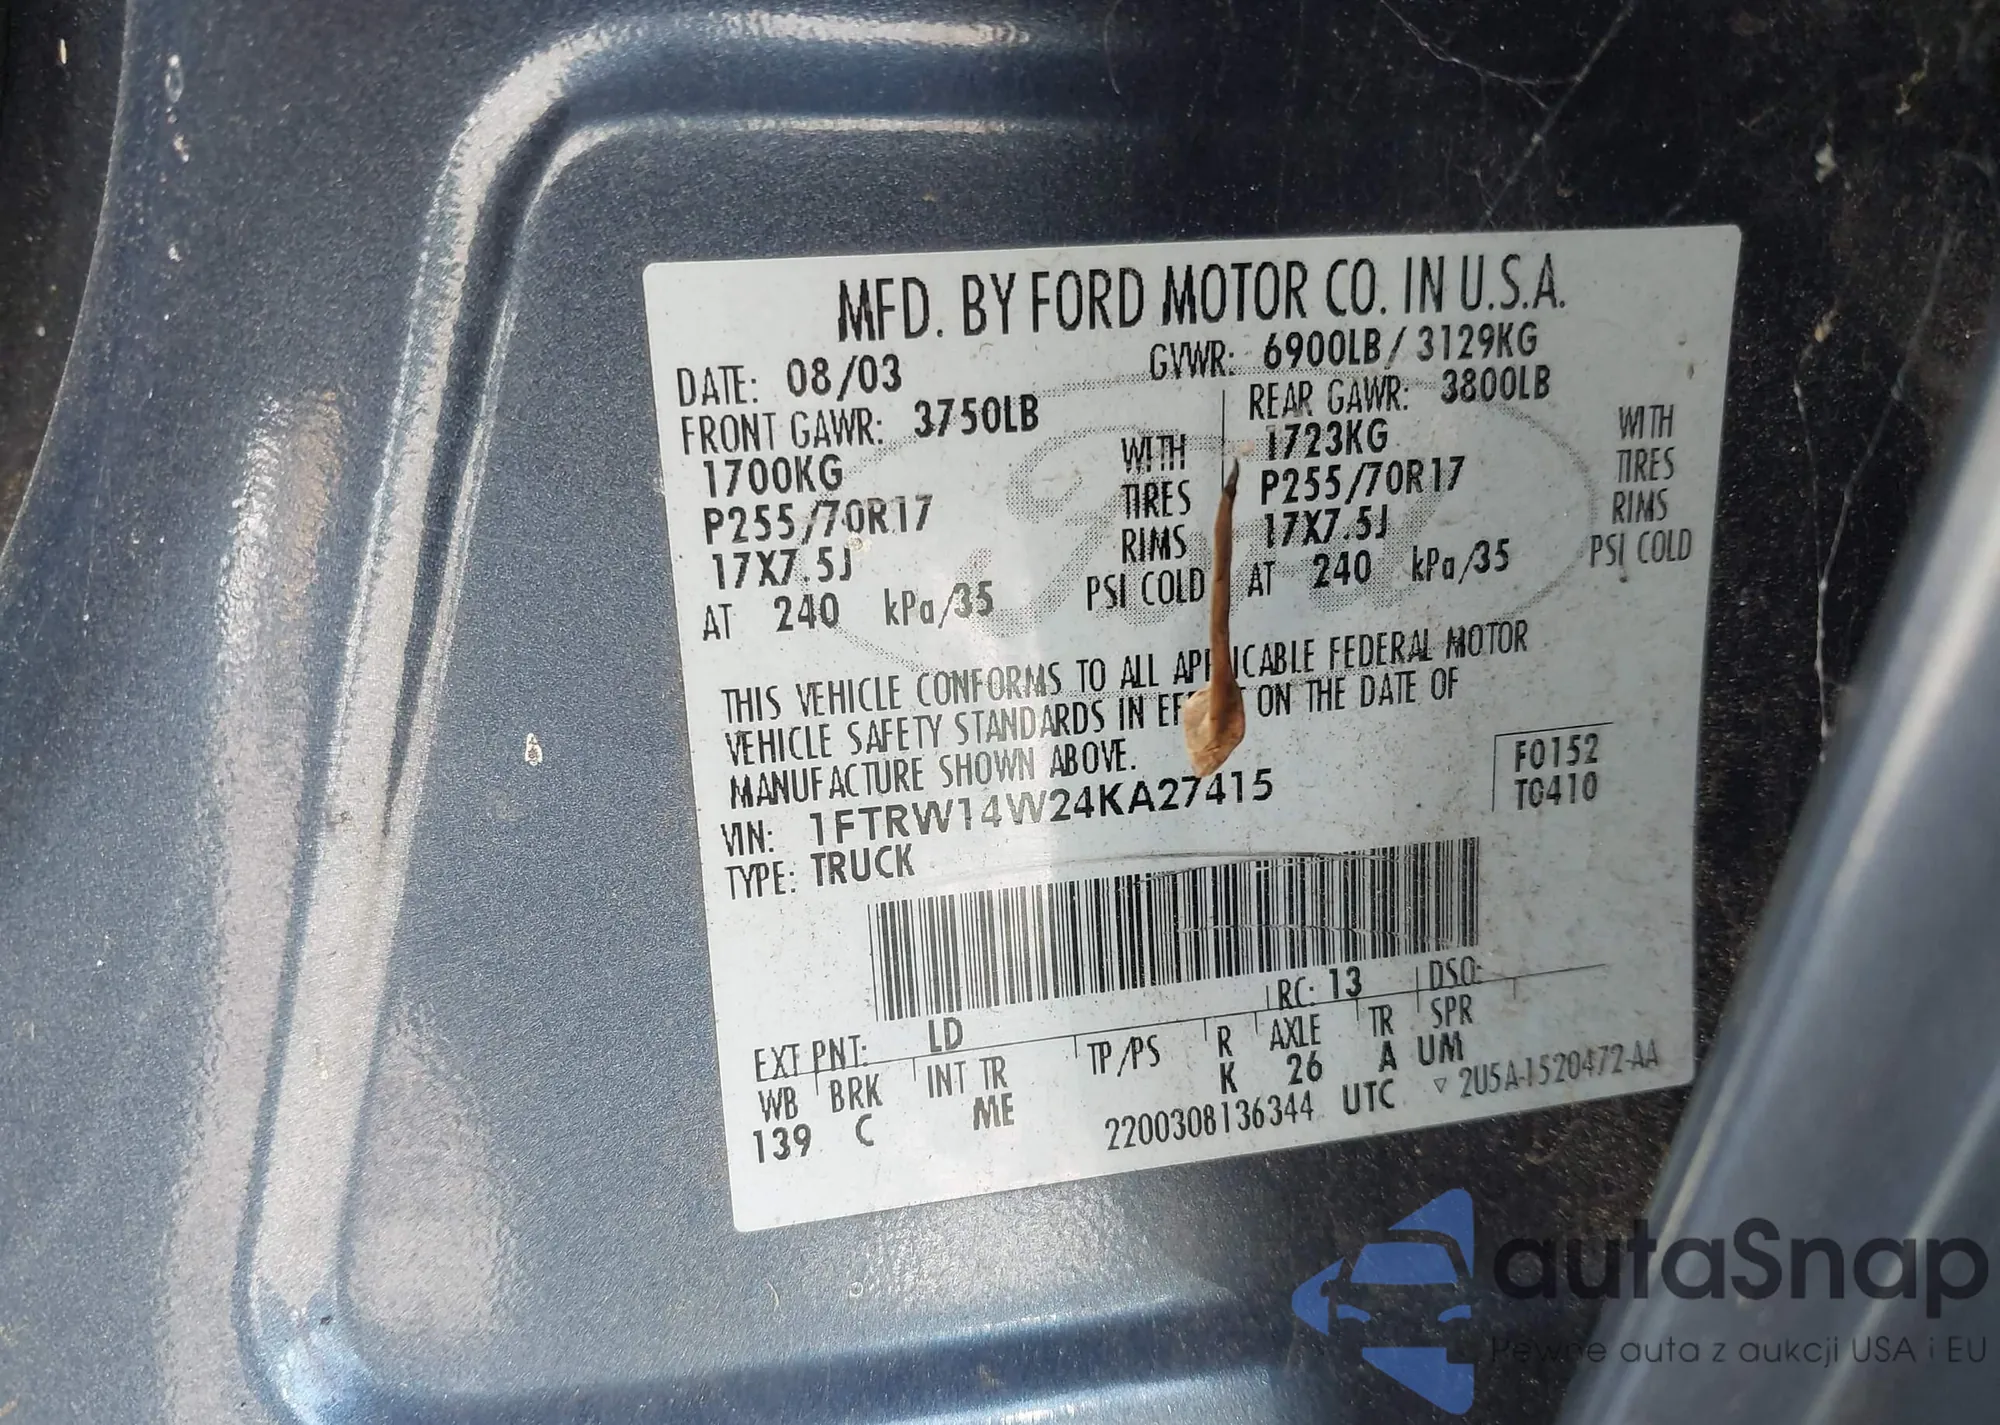 MFD. BY FORD MOTOR CO. IN U.S.A.
DATE: 08/03 GVWR: 6900LB / 3129KG
FRONT GAWR: 3750LB REAR GAWR: 3800LB
1700KG WITH 1723KG WITH
P255/70R17 TIRES P255/70R17 TIRES
17X7.5J RIMS 17X7.5J RIMS
AT 240 kPa/35 PSI COLD AT 240 kPa/35 PSI COLD
THIS VEHICLE CONFORMS TO ALL APPLICABLE FEDERAL MOTOR
VEHICLE SAFETY STANDARDS IN EFFECT ON THE DATE OF
MANUFACTURE SHOWN ABOVE.
F0152
T0410
VIN: 1FTRW14W24KA27415
TYPE: TRUCK
EXT PNT: LD RC: 13 DSO:
WB BRK INT TR TP/PS R AXLE TR SPR
139 C ME K 26 A UM
2200308136344 UTC ▽ 2U5A-1520472-AA
autaSnap
Pewne auta z aukcji USA i EU